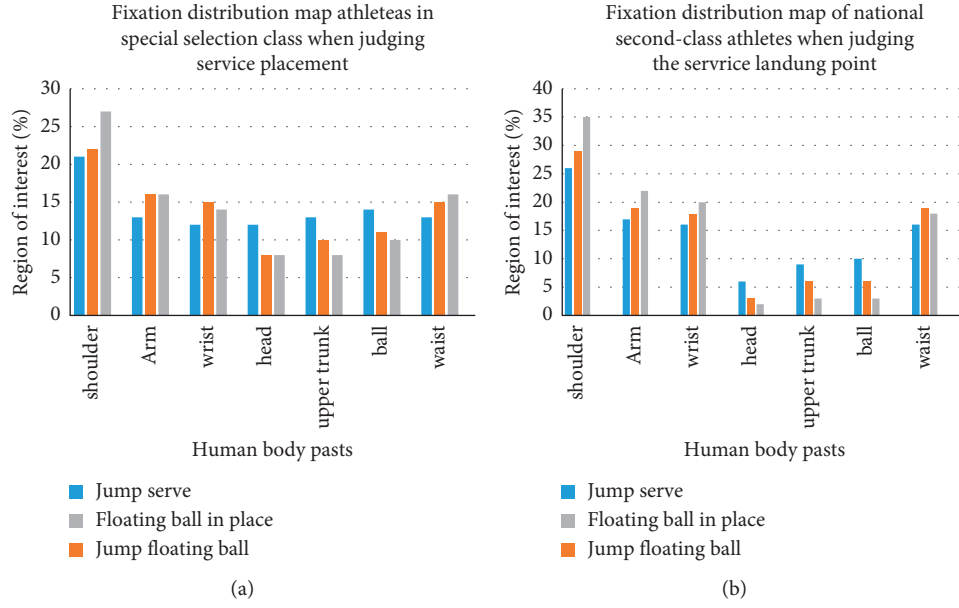 Fixation distribution map athleteas in
special selection class when judging
service placement
30
25
20
15
10
5
0
Region of interest (%)
shoulder
Arm
wrist
head
upper trunk
ball
waist
Human body pasts
Jump serve
Floating ball in place
Jump floating ball
(a)
Fixation distribution map of national
second-class athletes when judging
the servrice landung point
40
35
30
25
20
15
10
5
0
Region of interest (%)
shoulder
Arm
wrist
head
upper trunk
ball
waist
Human body pasts
Jump serve
Floating ball in place
Jump floating ball
(b)